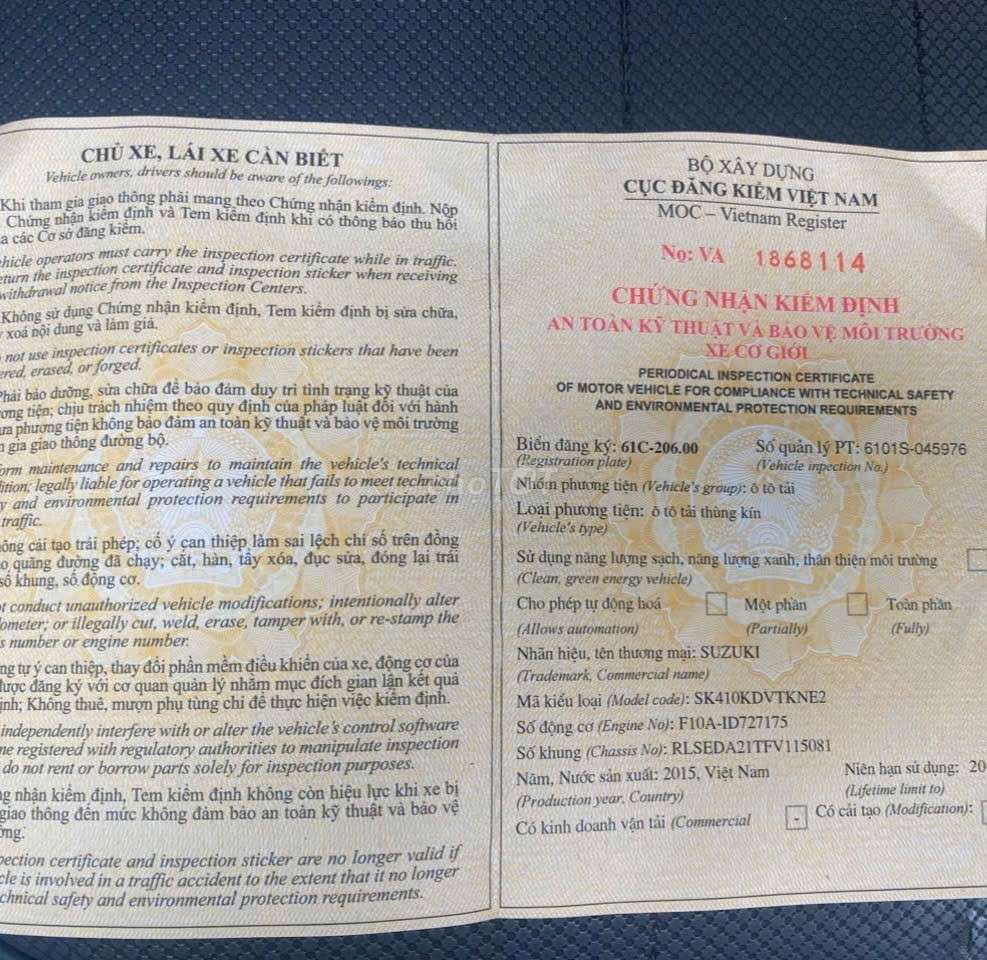 CHỦ XE, LÁI XE CẦN BIẾT
Vehicle owners, drivers should be aware of the followings:
Khi tham gia giao thông phải mang theo Chứng nhận kiểm định. Nộp
Chứng nhận kiểm định và Tem kiểm định khi có thông báo thu hồi
a các Cơ sở đăng kiểm.
hicle operators must carry the inspection certificate while in traffic.
eturn the inspection certificate and inspection sticker when receiving
withdrawal notice from the Inspection Centers.
Không sử dụng Chứng nhận kiểm định, Tem kiểm định bị sửa chữa,
xoá nội dung và làm giả.
not use inspection certificates or inspection stickers that have been
ered, erased, or forged.
Phải bảo dưỡng, sửa chữa để bảo đảm duy trì tình trạng kỹ thuật của
ơng tiện; chịu trách nhiệm theo quy định của pháp luật đối với hành
ưa phương tiện không bảo đảm an toàn kỹ thuật và bảo vệ môi trường
n gia giao thông đường bộ.
orm maintenance and repairs to maintain the vehicle's technical
dition; legally liable for operating a vehicle that fails to meet technical
y and environmental protection requirements to participate in
traffic.
ông cải tạo trái phép; cố ý can thiệp làm sai lệch chỉ số trên đồng
o quãng đường đã chạy; cắt, hàn, tẩy xóa, đục sửa, đóng lại trái
số khung, số động cơ.
ot conduct unauthorized vehicle modifications; intentionally alter
ometer; or illegally cut, weld, erase, tamper with, or re-stamp the
s number or engine number.
ng tự ý can thiệp, thay đổi phần mềm điều khiển của xe, động cơ của
được đăng ký với cơ quan quản lý nhằm mục đích gian lận kết quả
ịnh; Không thuê, mượn phụ tùng chỉ để thực hiện việc kiểm định.
independently interfere with or alter the vehicle's control software
ne registered with regulatory authorities to manipulate inspection
do not rent or borrow parts solely for inspection purposes.
ng nhận kiểm định, Tem kiểm định không còn hiệu lực khi xe bị
giao thông đến mức không đảm bảo an toàn kỹ thuật và bảo vệ
ờng.
pection certificate and inspection sticker are no longer valid if
cle is involved in a traffic accident to the extent that it no longer
chnical safety and environmental protection requirements.
BỘ XÂY DỰNG
CỤC ĐĂNG KIỂM VIỆT NAM
MOC – Vietnam Register
No: VA 1868114
CHỨNG NHẬN KIỂM ĐỊNH
AN TOÀN KỸ THUẬT VÀ BẢO VỆ MÔI TRƯỜNG
XE CƠ GIỚI
PERIODICAL INSPECTION CERTIFICATE
OF MOTOR VEHICLE FOR COMPLIANCE WITH TECHNICAL SAFETY
AND ENVIRONMENTAL PROTECTION REQUIREMENTS
Biển đăng ký: 61C-206.00 Số quản lý PT: 6101S-045976
(Registration plate) (Vehicle inpection No.)
Nhóm phương tiện (Vehicle's group): ô tô tải
Loại phương tiện: ô tô tải thùng kín
(Vehicle's type)
Sử dụng năng lượng sạch, năng lượng xanh, thân thiện môi trường
(Clean, green energy vehicle)
Cho phép tự động hoá Một phần Toàn phần
(Allows automation) (Partially) (Fully)
Nhãn hiệu, tên thương mại: SUZUKI
(Trademark, Commercial name)
Mã kiểu loại (Model code): SK410KDVTKNE2
Số động cơ (Engine No): F10A-ID727175
Số khung (Chassis No): RLSEDA21TFV115081
Năm, Nước sản xuất: 2015, Việt Nam Niên hạn sử dụng: 20
(Production year, Country) (Lifetime limit to)
Có kinh doanh vận tải (Commercial - Có cải tạo (Modification):